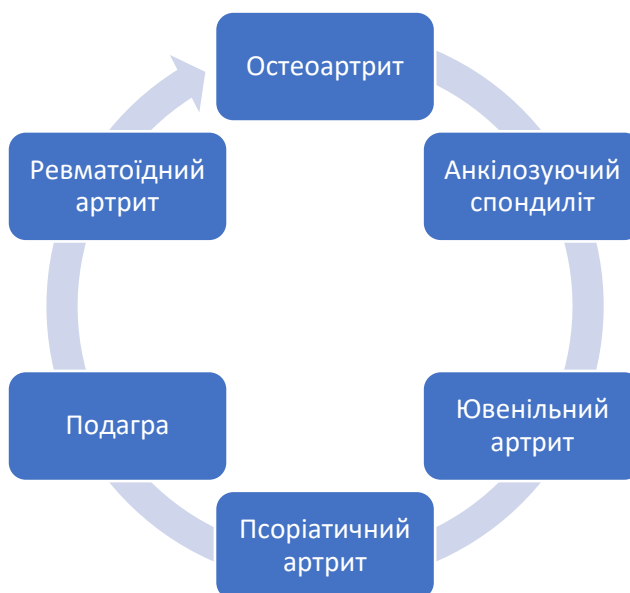 Остеоартрит
Анкілозуючий
спондиліт
Ювенільний
артрит
Псоріатичний
артрит
Подагра
Ревматоїдний
артрит